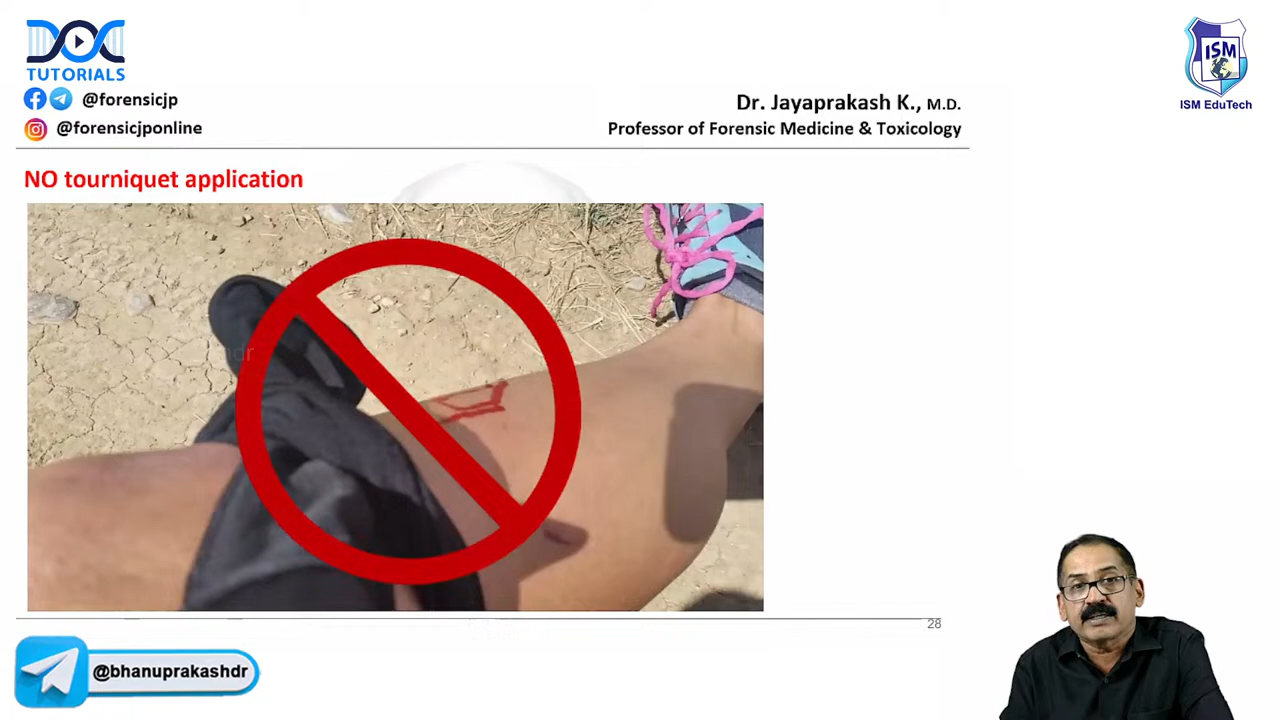 DOC
TUTORIALS
@forensicjp
@forensicjponline
Dr. Jayaprakash K., M.D.
Professor of Forensic Medicine & Toxicology
ISM
ISM EduTech
NO tourniquet application
28
@bhanuprakashdr